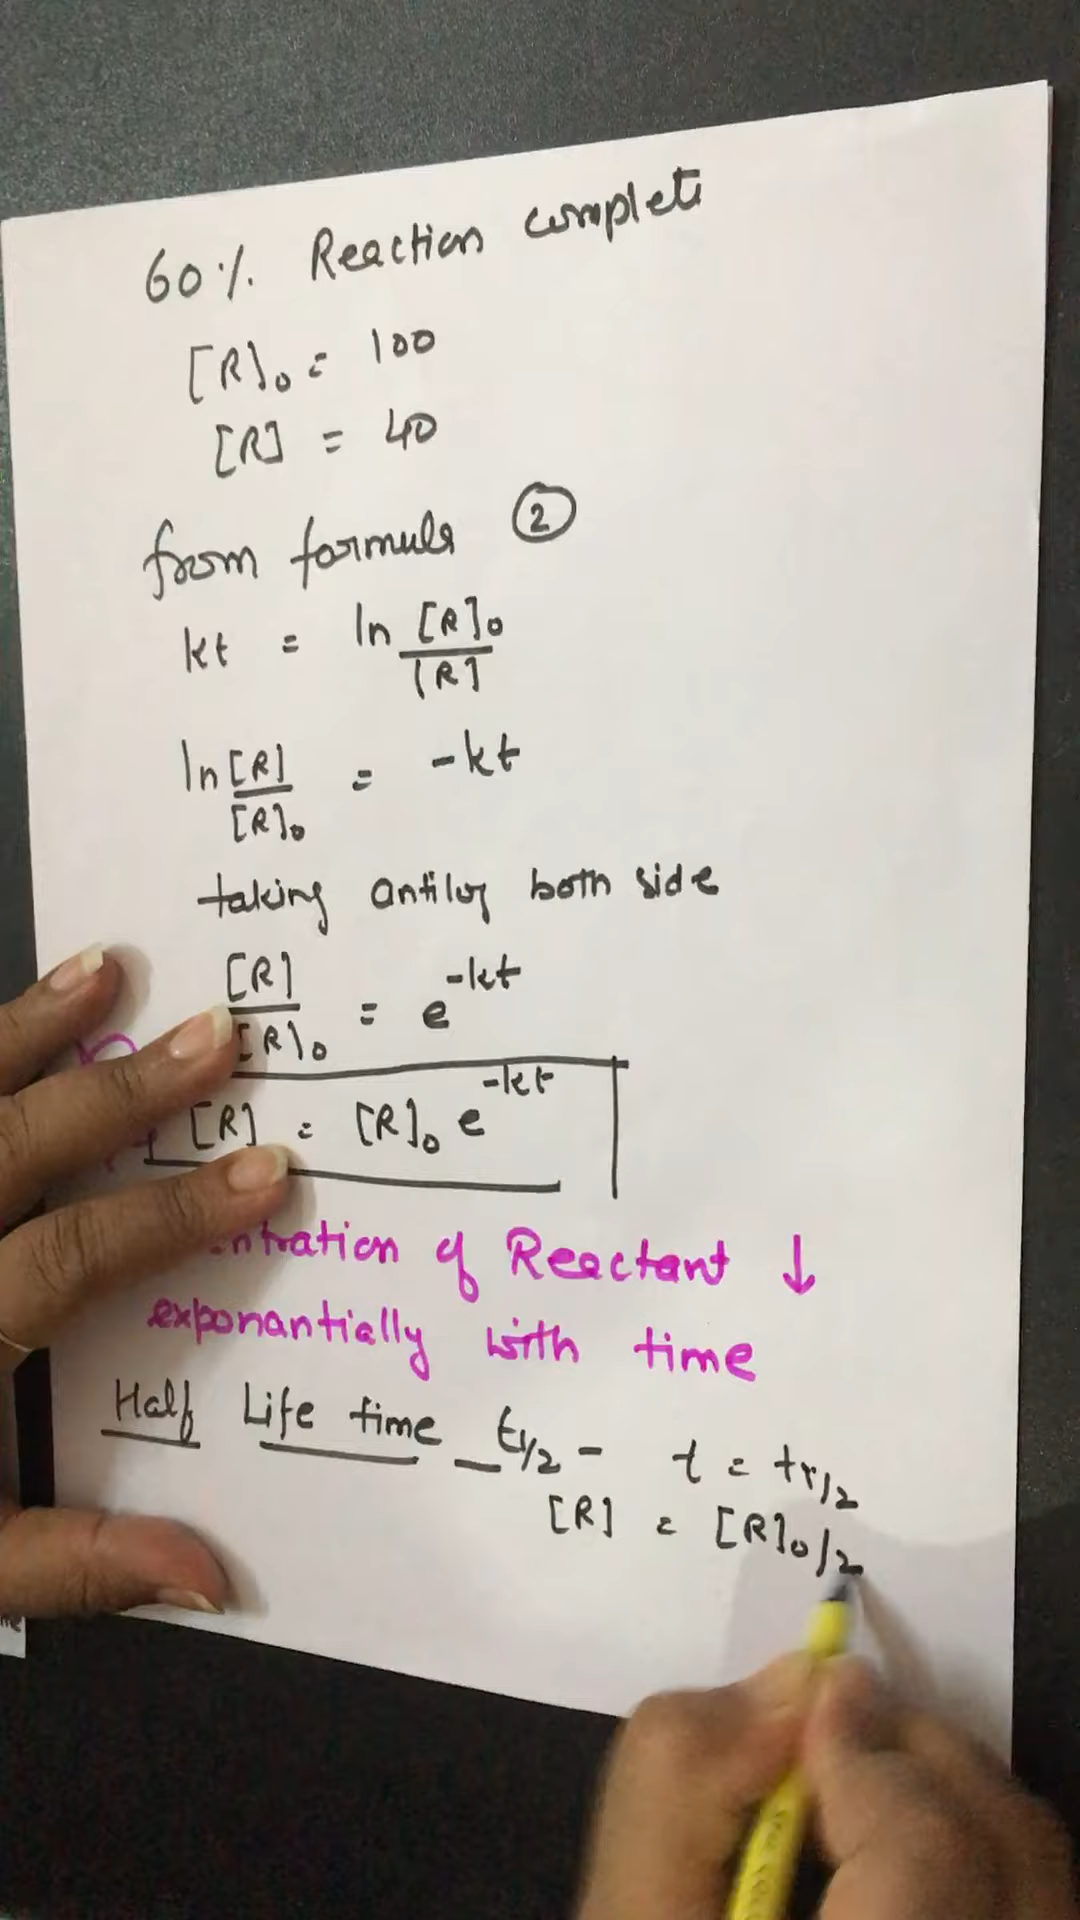 60% Reaction complete
[R]₀ = 100
[R] = 40
from formula ②
kt = ln [R]₀/[R]
ln [R]/[R]₀ = -kt
taking antilog both side
[R]/[R]₀ = e^-kt
[R] = [R]₀ e^-kt
ntration of Reactant ↓
exponantially with time
Half Life time t1/2 - t = t1/2
[R] = [R]₀/2